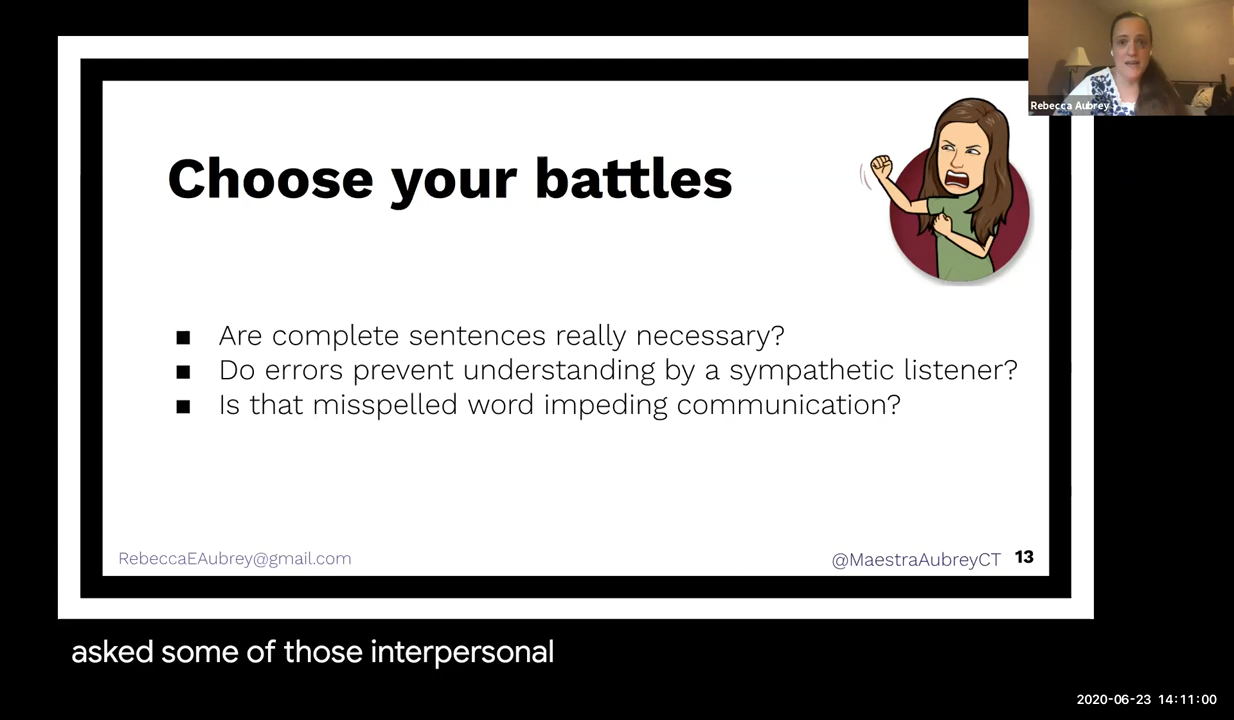 Rebecca Aubrey
Choose your battles
■ Are complete sentences really necessary?
■ Do errors prevent understanding by a sympathetic listener?
■ Is that misspelled word impeding communication?
RebeccaEAubrey@gmail.com
@MaestraAubreyCT 13
asked some of those interpersonal
2020-06-23 14:11:00